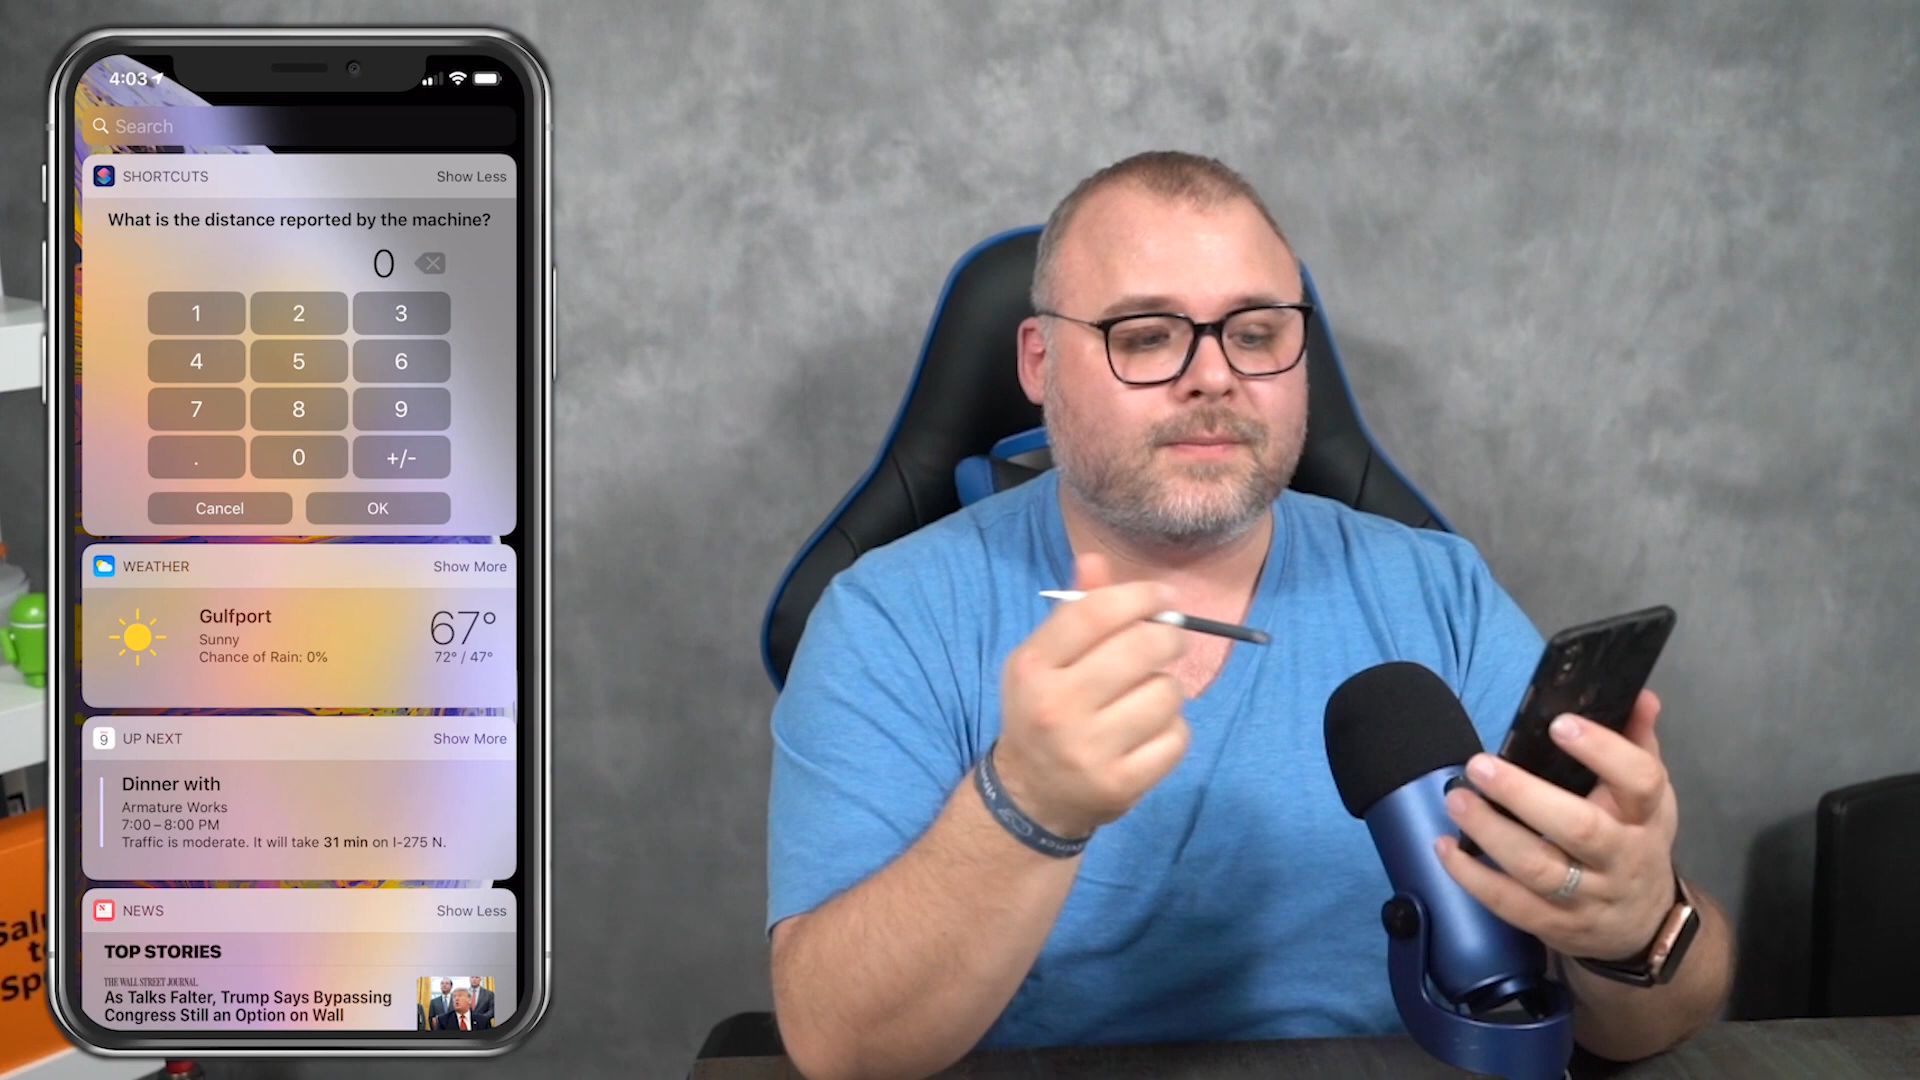 4:03
Search
SHORTCUTS
Show Less
What is the distance reported by the machine?
0
1 2 3
4 5 6
7 8 9
. 0 +/-
Cancel OK
WEATHER
Show More
Gulfport
67°
Sunny
Chance of Rain: 0%
72° / 47°
9
UP NEXT
Show More
Dinner with
Armature Works
7:00 – 8:00 PM
Traffic is moderate. It will take 31 min on I-275 N.
NEWS
Show Less
TOP STORIES
THE WALL STREET JOURNAL.
As Talks Falter, Trump Says Bypassing
Congress Still an Option on Wall